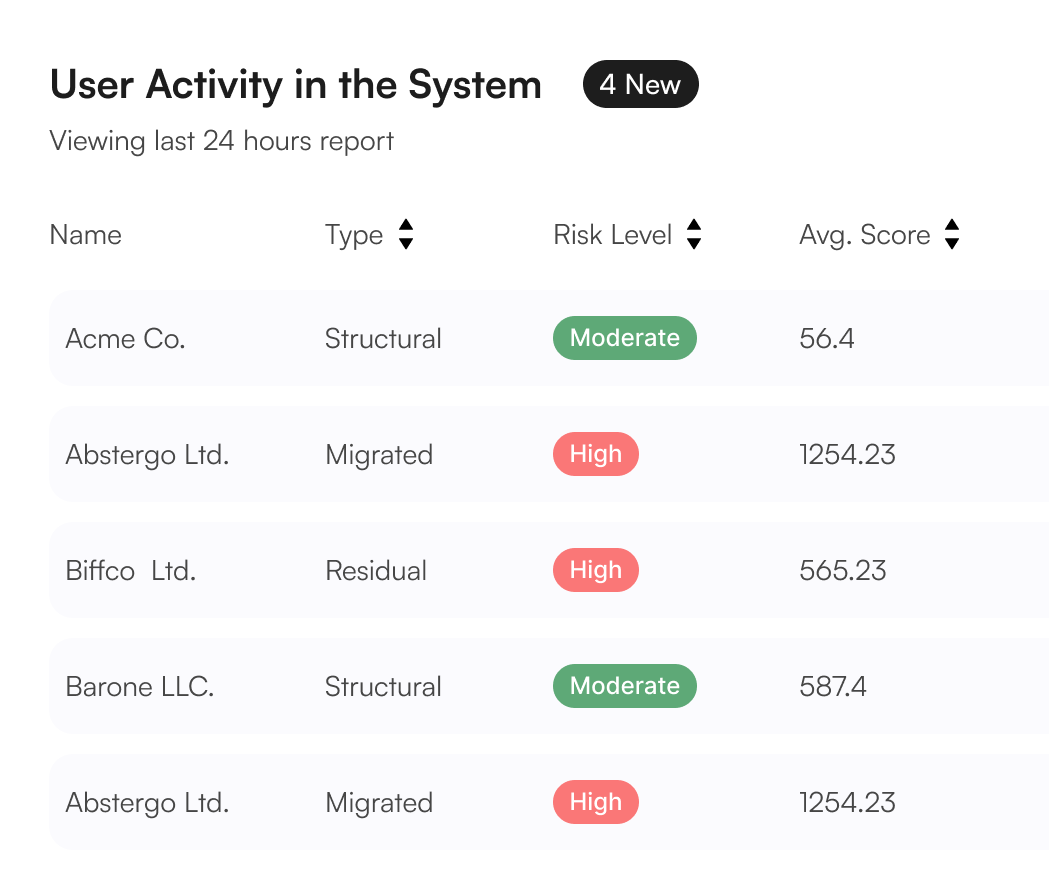 User Activity in the System 4 New
Viewing last 24 hours report
Name Type Risk Level Avg. Score
Acme Co. Structural Moderate 56.4
Abstergo Ltd. Migrated High 1254.23
Biffco  Ltd. Residual High 565.23
Barone LLC. Structural Moderate 587.4
Abstergo Ltd. Migrated High 1254.23